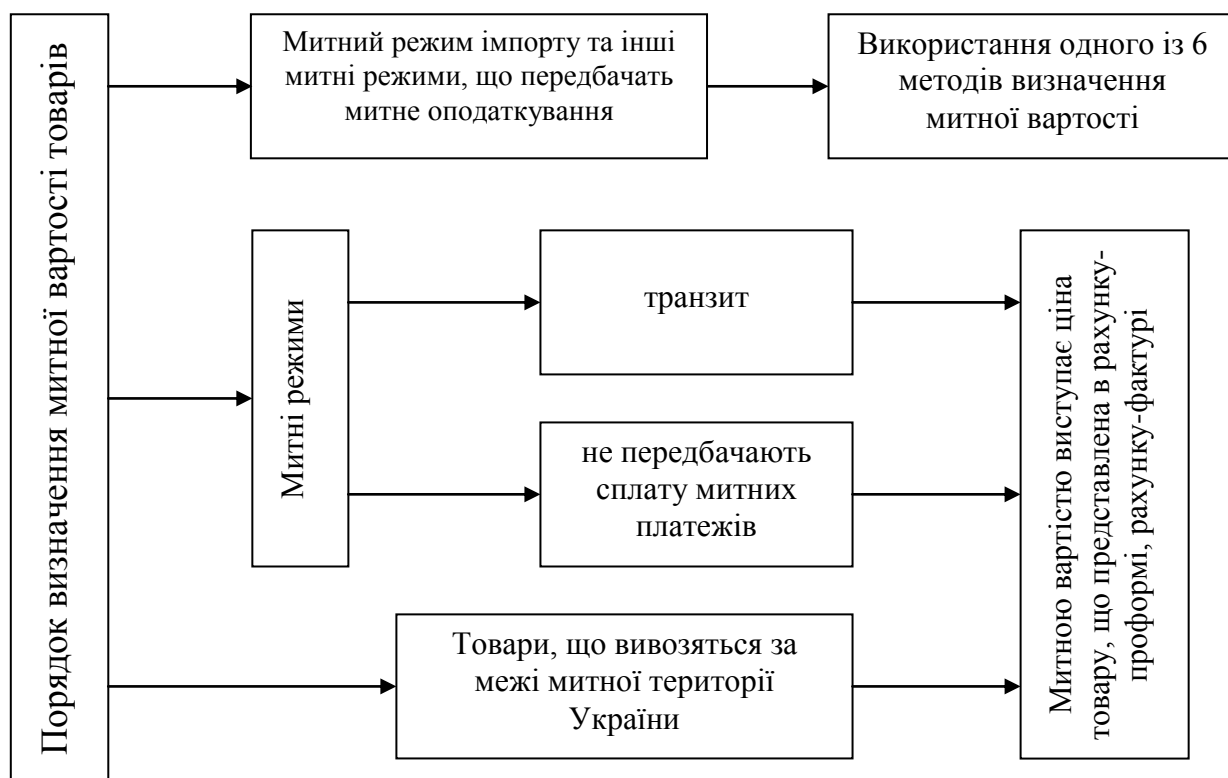 Порядок визначення митної вартості товарів
Митний режим імпорту та інші
митні режими, що передбачать
митне оподаткування
Використання одного із 6
методів визначення
митної вартості
Митні режими
транзит
не передбачають
сплату митних
платежів
Товари, що вивозяться за
межі митної території
України
Митною вартістю виступає ціна
товару, що представлена в рахунку-
проформі, рахунку-фактурі